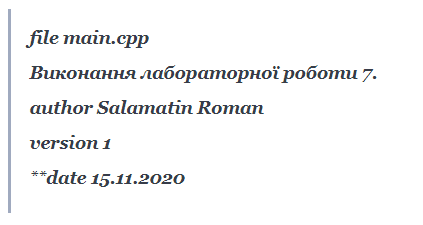 file main.cpp
Виконання лабораторної роботи 7.
author Salamatin Roman
version 1
**date 15.11.2020